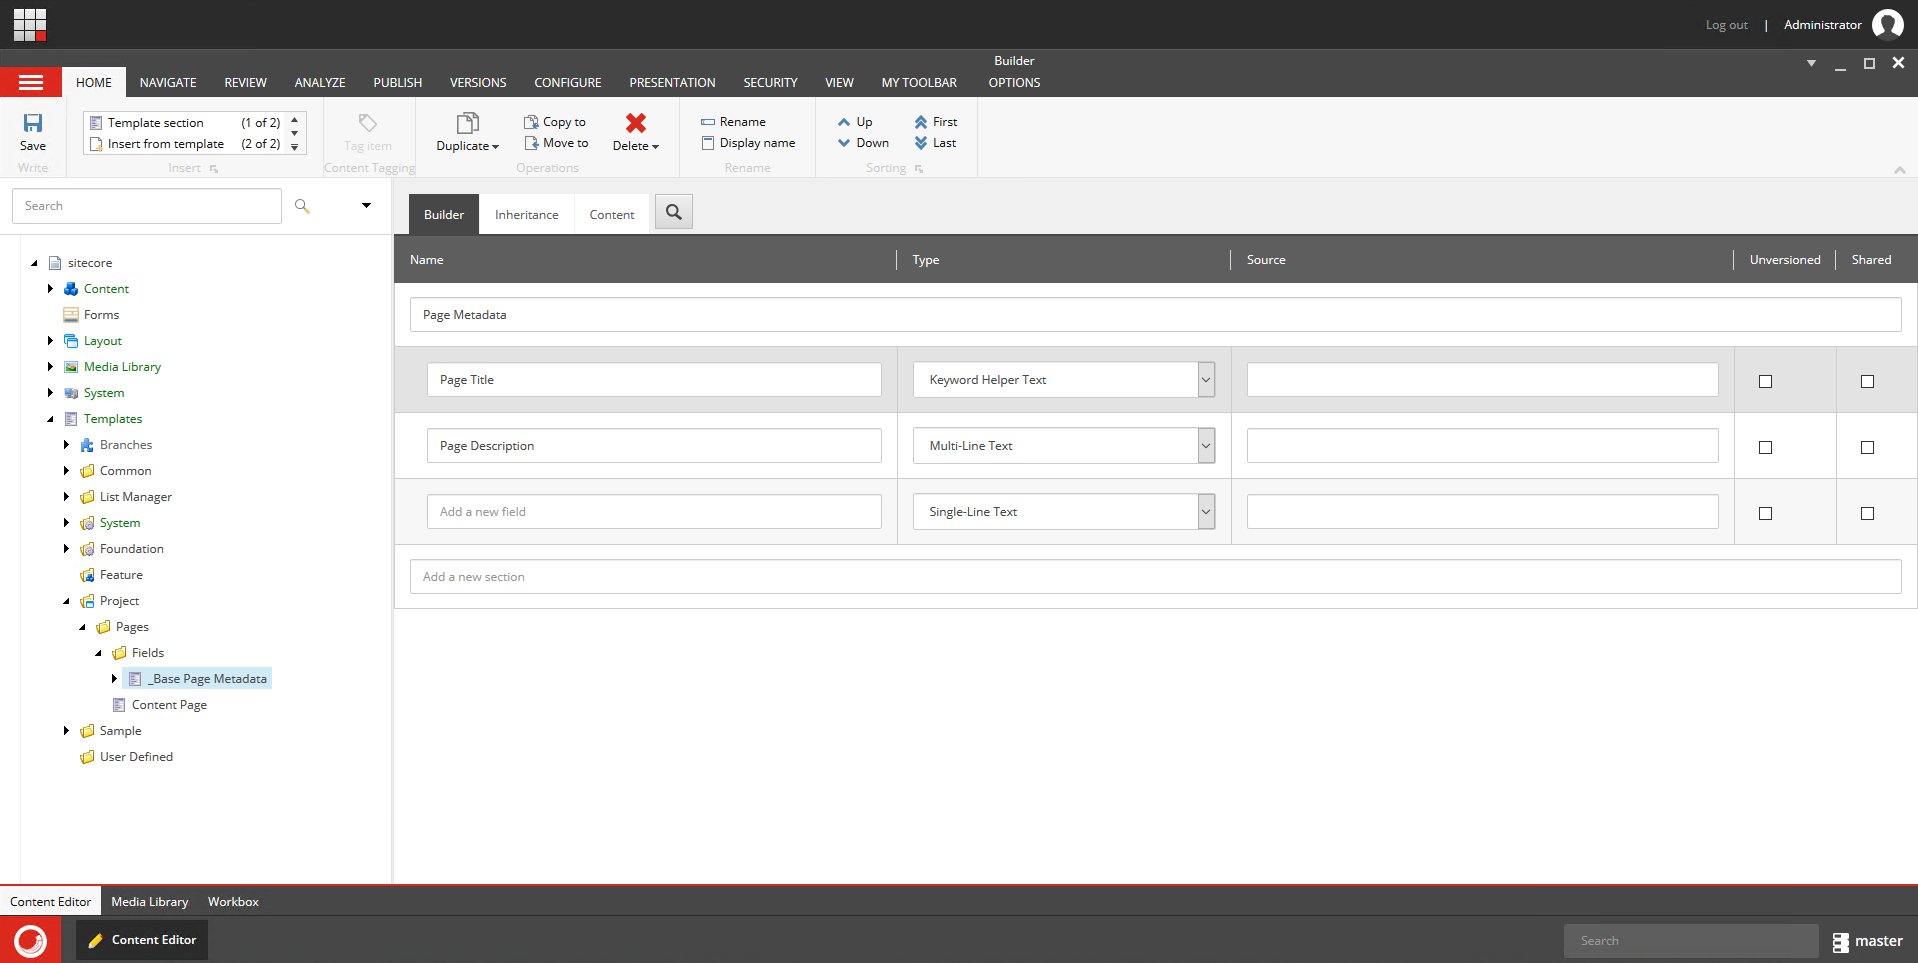 Log out | Administrator
Builder
HOME NAVIGATE REVIEW ANALYZE PUBLISH VERSIONS CONFIGURE PRESENTATION SECURITY VIEW MY TOOLBAR OPTIONS
Save
Write
Template section (1 of 2)
Insert from template (2 of 2)
Insert
Tag item
Content Tagging
Duplicate
Copy to
Move to
Delete
Operations
Rename
Display name
Rename
Up
Down
First
Last
Sorting
Search
sitecore
Content
Forms
Layout
Media Library
System
Templates
Branches
Common
List Manager
System
Foundation
Feature
Project
Pages
Fields
_Base Page Metadata
Content Page
Sample
User Defined
Builder Inheritance Content
Name Type Source Unversioned Shared
Page Metadata
Page Title Keyword Helper Text
Page Description Multi-Line Text
Add a new field Single-Line Text
Add a new section
Content Editor Media Library Workbox
Content Editor Search master